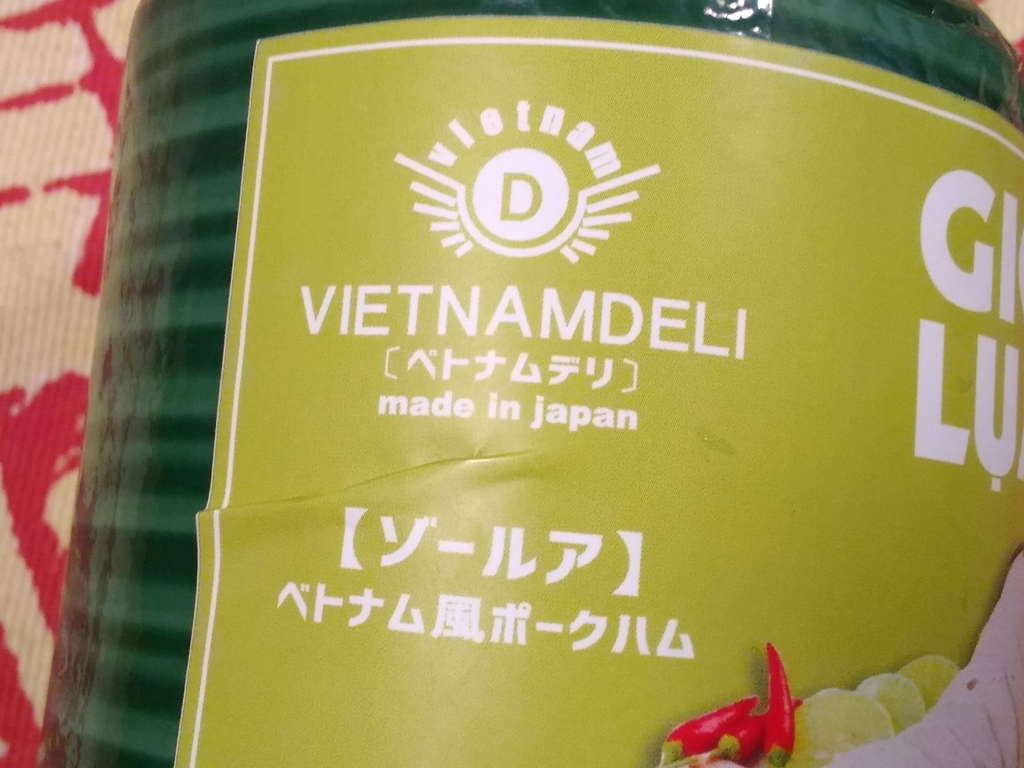 vietnam
D
VIETNAMDELI
〔ベトナムデリ〕
made in japan
【ゾールア】
ベトナム風ポークハム